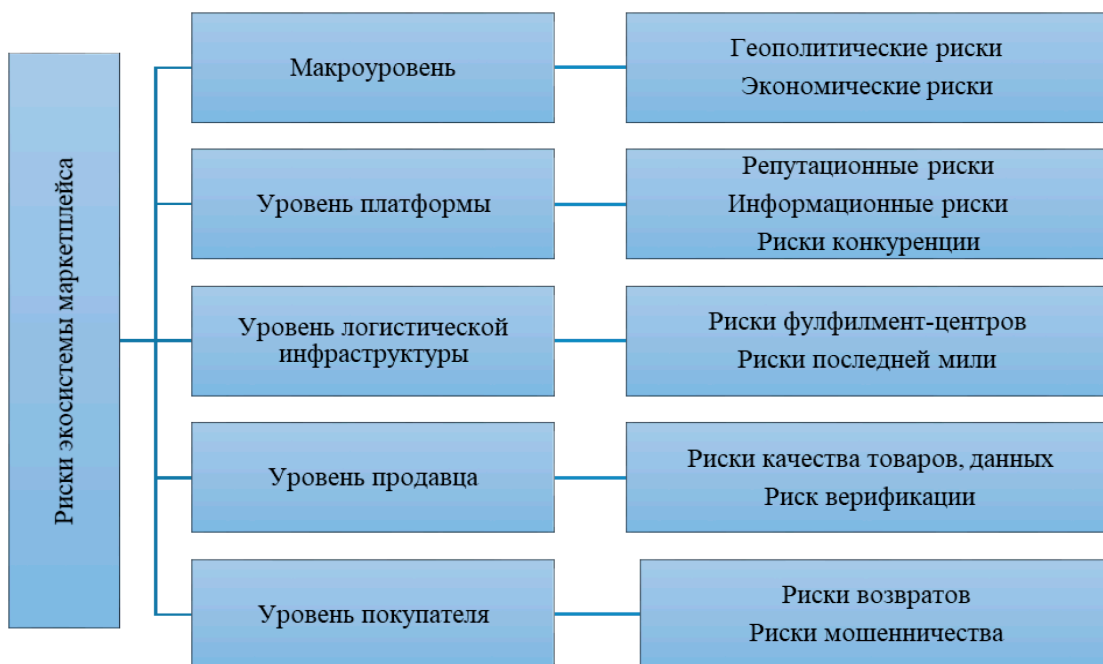 Риски экосистемы маркетплейса
Макроуровень
Геополитические риски
Экономические риски
Уровень платформы
Репутационные риски
Информационные риски
Риски конкуренции
Уровень логистической
инфраструктуры
Риски фулфилмент-центров
Риски последней мили
Уровень продавца
Риски качества товаров, данных
Риск верификации
Уровень покупателя
Риски возвратов
Риски мошенничества